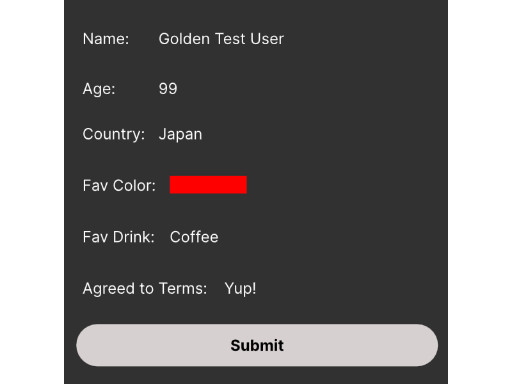 Name: Golden Test User
Age: 99
Country: Japan
Fav Color:
Fav Drink: Coffee
Agreed to Terms: Yup!
Submit